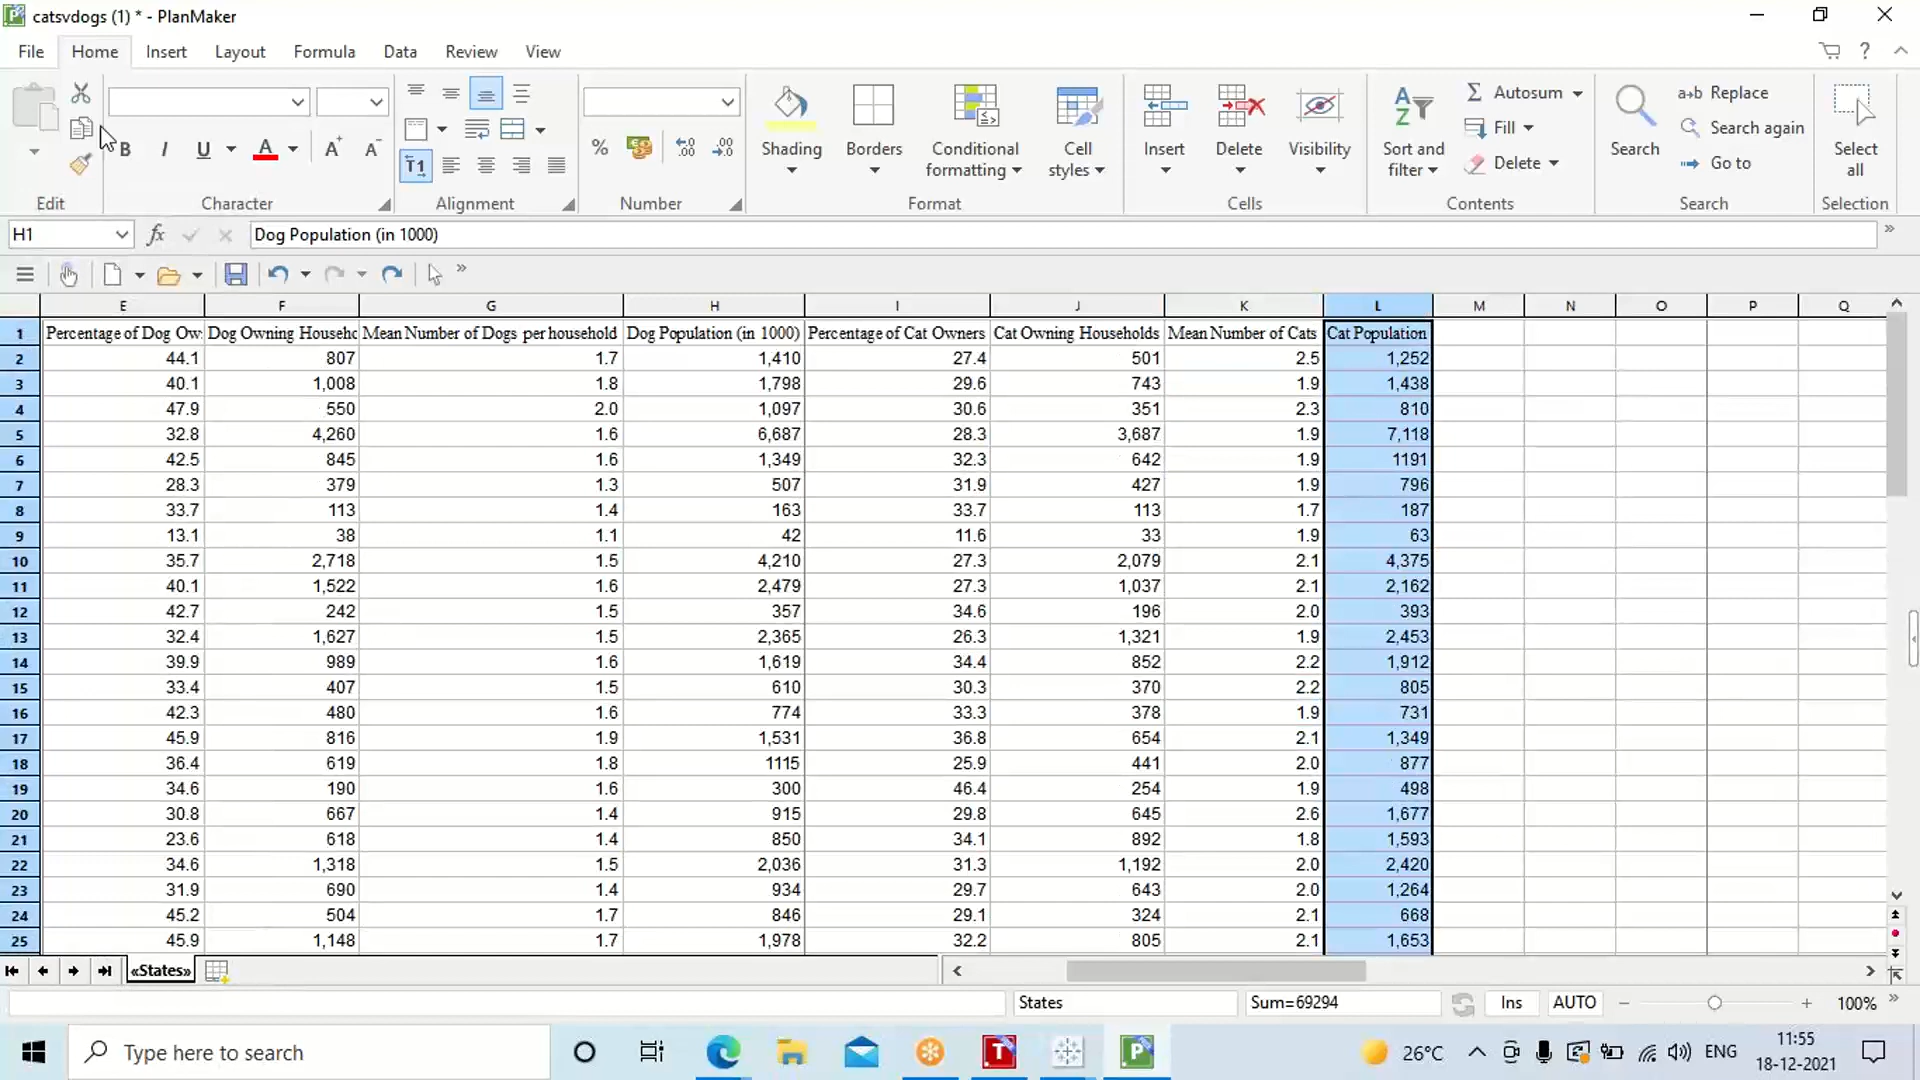 catsvdogs (1) * - PlanMaker
File Home Insert Layout Formula Data Review View
Autosum
Replace
Fill
Search again
Shading Borders Conditional formatting Cell styles Insert Delete Visibility Sort and filter Delete Search Go to Select all
Edit Character Alignment Number Format Cells Contents Search Selection
H1 Dog Population (in 1000)
E F G H I J K L M N O P Q
1 Percentage of Dog Ow Dog Owning Househo Mean Number of Dogs per household Dog Population (in 1000) Percentage of Cat Owners Cat Owning Households Mean Number of Cats Cat Population
2 44.1 807 1.7 1,410 27.4 501 2.5 1,252
3 40.1 1,008 1.8 1,798 29.6 743 1.9 1,438
4 47.9 550 2.0 1,097 30.6 351 2.3 810
5 32.8 4,260 1.6 6,687 28.3 3,687 1.9 7,118
6 42.5 845 1.6 1,349 32.3 642 1.9 1191
7 28.3 379 1.3 507 31.9 427 1.9 796
8 33.7 113 1.4 163 33.7 113 1.7 187
9 13.1 38 1.1 42 11.6 33 1.9 63
10 35.7 2,718 1.5 4,210 27.3 2,079 2.1 4,375
11 40.1 1,522 1.6 2,479 27.3 1,037 2.1 2,162
12 42.7 242 1.5 357 34.6 196 2.0 393
13 32.4 1,627 1.5 2,365 26.3 1,321 1.9 2,453
14 39.9 989 1.6 1,619 34.4 852 2.2 1,912
15 33.4 407 1.5 610 30.3 370 2.2 805
16 42.3 480 1.6 774 33.3 378 1.9 731
17 45.9 816 1.9 1,531 36.8 654 2.1 1,349
18 36.4 619 1.8 1115 25.9 441 2.0 877
19 34.6 190 1.6 300 46.4 254 1.9 498
20 30.8 667 1.4 915 29.8 645 2.6 1,677
21 23.6 618 1.4 850 34.1 892 1.8 1,593
22 34.6 1,318 1.5 2,036 31.3 1,192 2.0 2,420
23 31.9 690 1.4 934 29.7 643 2.0 1,264
24 45.2 504 1.7 846 29.1 324 2.1 668
25 45.9 1,148 1.7 1,978 32.2 805 2.1 1,653
«States»
States Sum=69294 Ins AUTO 100%
Type here to search 26°C ENG 11:55
18-12-2021